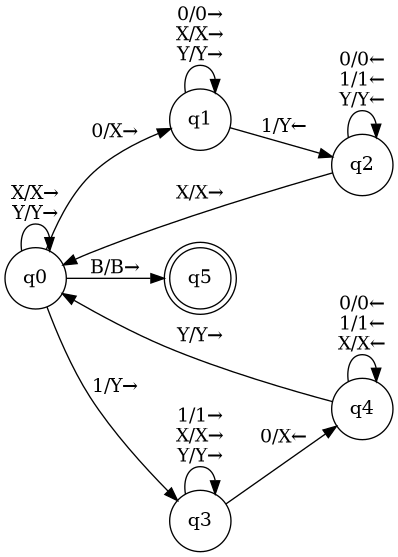 0/0→
X/X→
Y/Y→
q1
0/0←
1/1←
Y/Y←
q2
0/X→
1/Y←
X/X→
X/X→
Y/Y→
q0
B/B→
q5
Y/Y→
0/0←
1/1←
X/X←
q4
1/Y→
1/1→
X/X→
Y/Y→
q3
0/X←